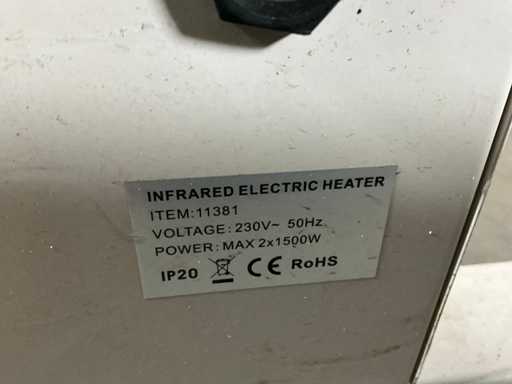 INFRARED ELECTRIC HEATER
ITEM:11381
VOLTAGE: 230V~ 50Hz
POWER: MAX 2x1500W
IP20 CE RoHS